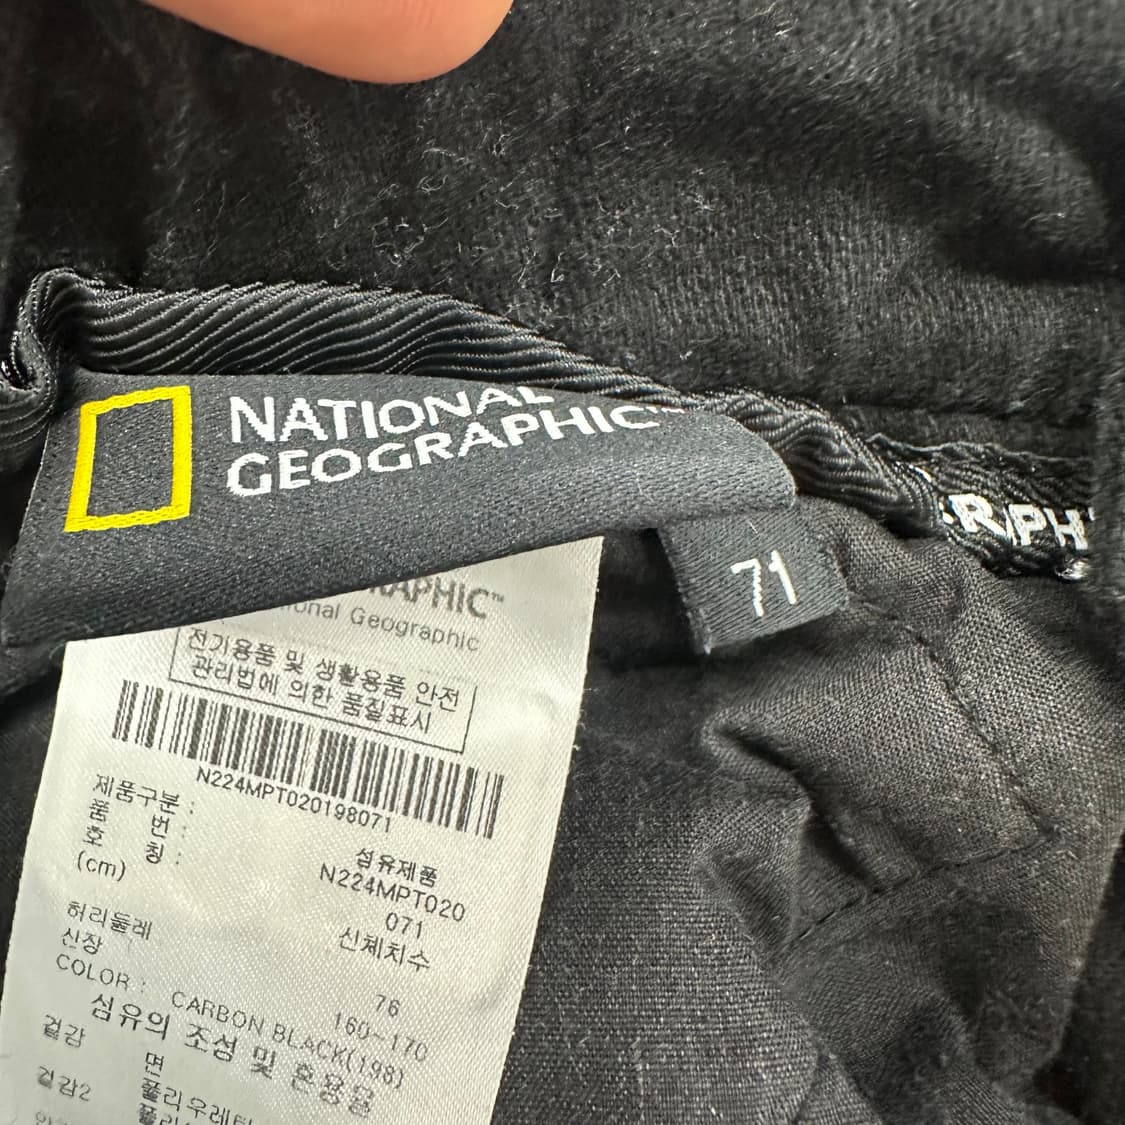 NATIONAL
GEOGRAPHIC™
71
RAPHIC™
onal Geographic
전기용품 및 생활용품 안전
관리법에 의한 품질표시
N224MPT020198071
제품구분 :
섬유제품
품 번 :
N224MPT020
호 칭 :
071
(cm)
신체치수
허리둘레
76
신장
160~170
COLOR : CARBON BLACK(198)
섬유의 조성 및 혼용율
겉감
면
폴리우레탄
겉감2